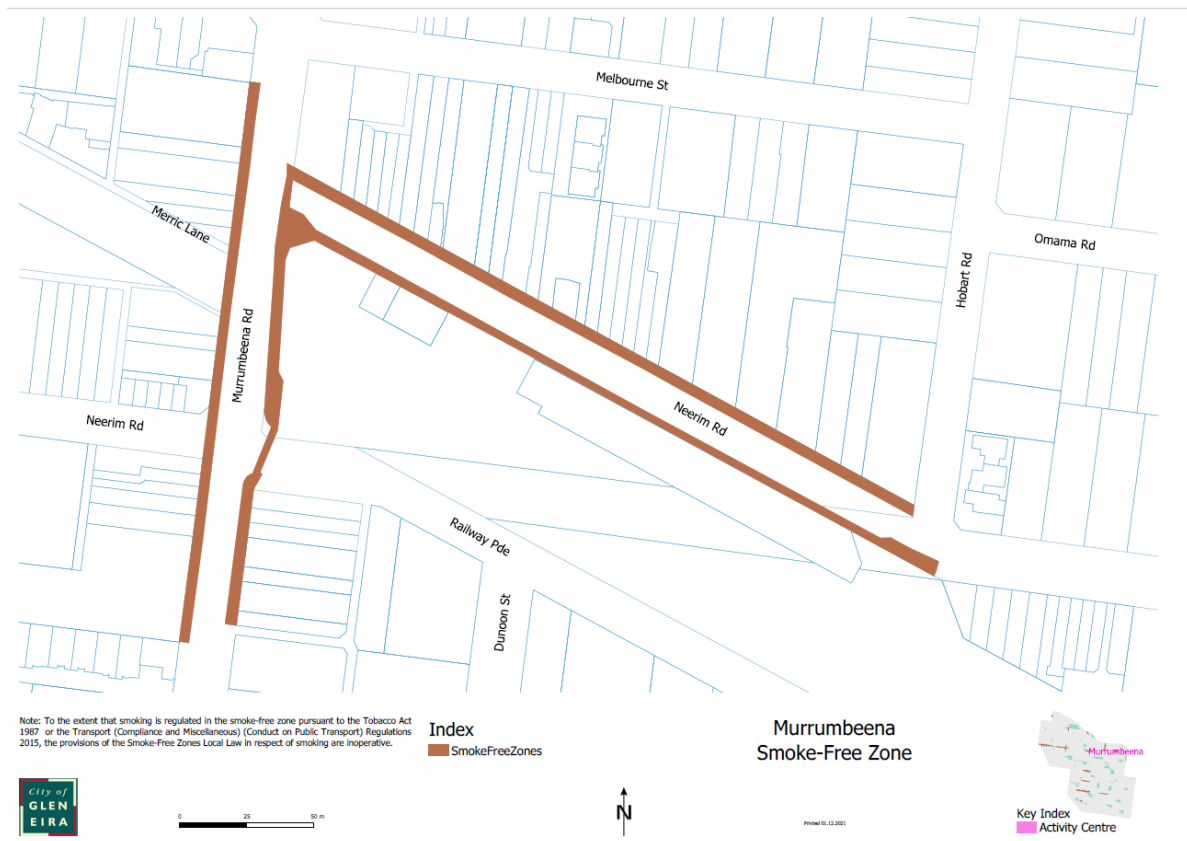 Melbourne St
Merric Lane
Omama Rd
Hobart Rd
Murrumbeena Rd
Neerim Rd
Neerim Rd
Railway Pde
Dunoon St
Note: To the extent that smoking is regulated in the smoke-free zone pursuant to the Tobacco Act
1987 or the Transport (Compliance and Miscellaneous) (Conduct on Public Transport) Regulations
2015, the provisions of the Smoke-Free Zones Local Law in respect of smoking are inoperative.
Index
SmokeFreeZones
Murrumbeena
Smoke-Free Zone
Murrumbeena
City of
GLEN
EIRA
0 25 50 m
N
Printed 01.12.2021
Key Index
Activity Centre